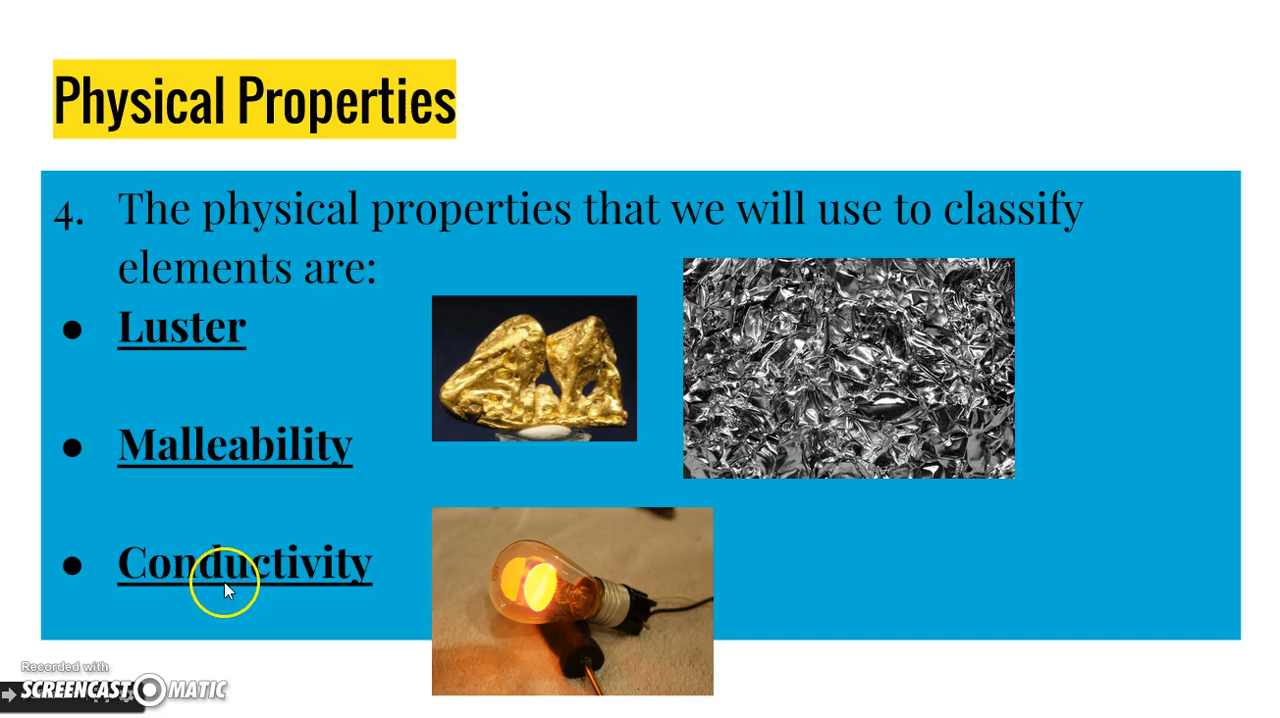 Physical Properties
4. The physical properties that we will use to classify
elements are:
● Luster
● Malleability
● Conductivity
Recorded with
SCREENCAST MATIC